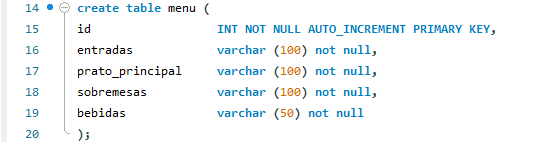 14 create table menu (
15 id INT NOT NULL AUTO_INCREMENT PRIMARY KEY,
16 entradas varchar (100) not null,
17 prato_principal varchar (100) not null,
18 sobremesas varchar (100) not null,
19 bebidas varchar (50) not null
20 );